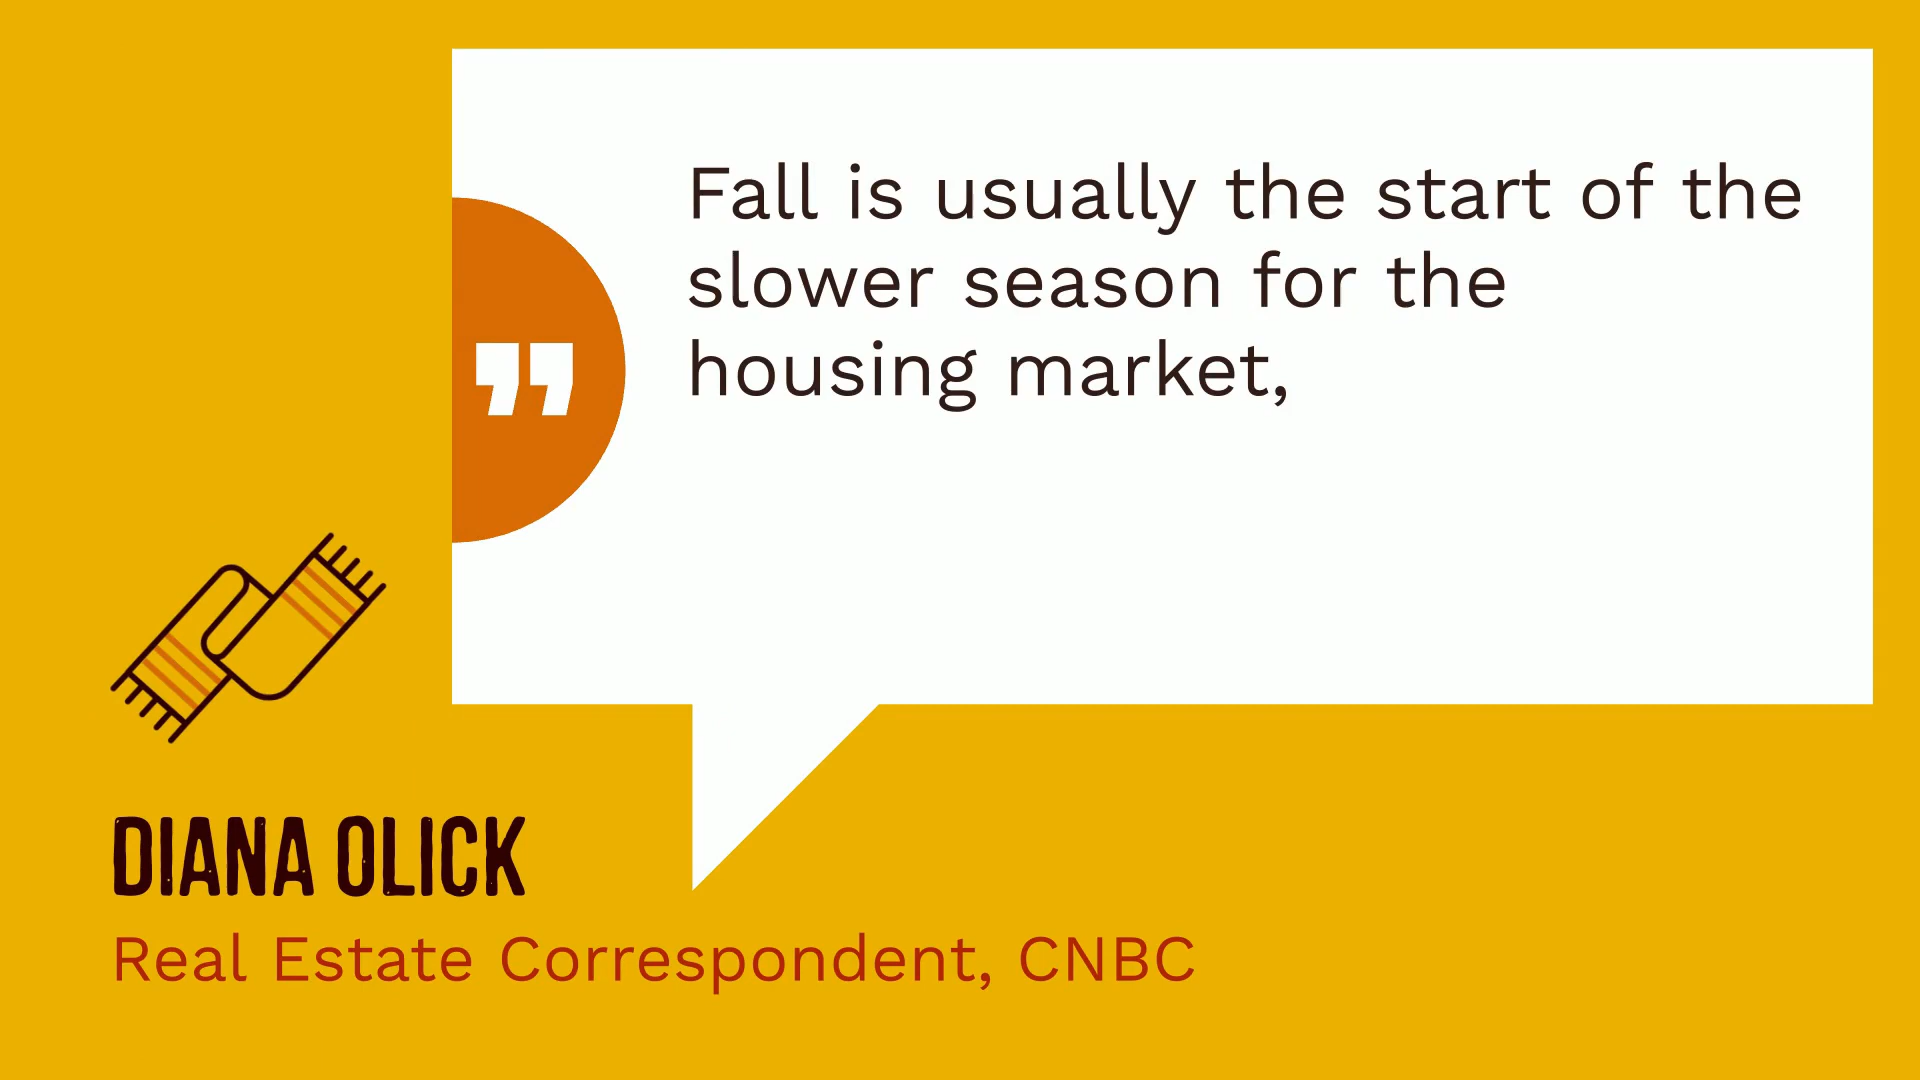 Fall is usually the start of the
slower season for the
housing market,
"
DIANA OLICK
Real Estate Correspondent, CNBC